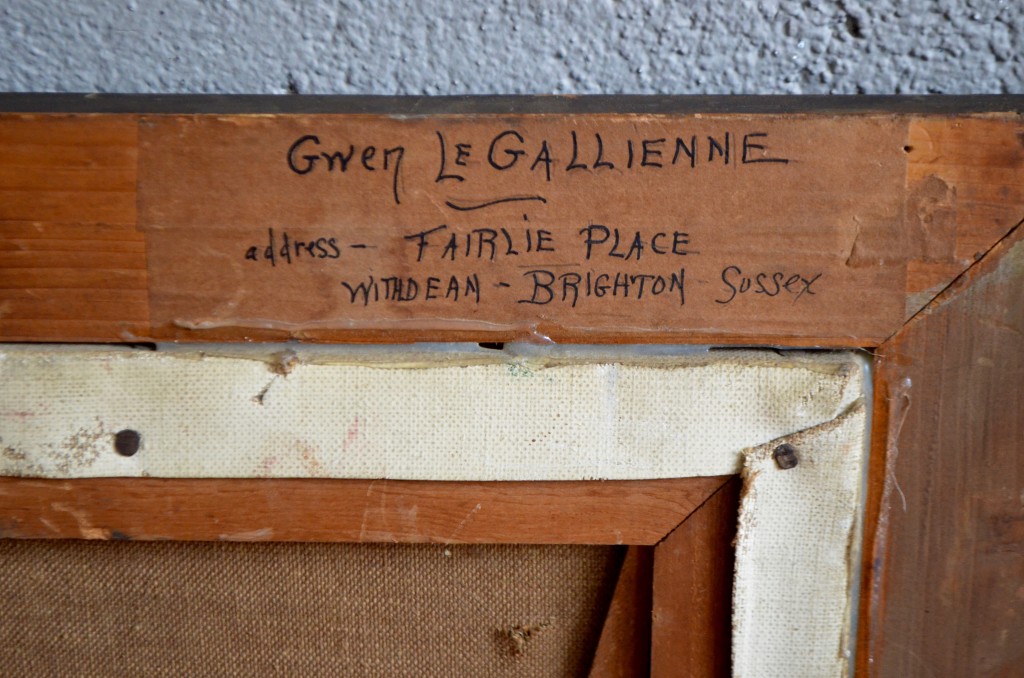 Gwen LE GALLIENNE
address - FAIRLIE PLACE
WITHDEAN - BRIGHTON Sussex